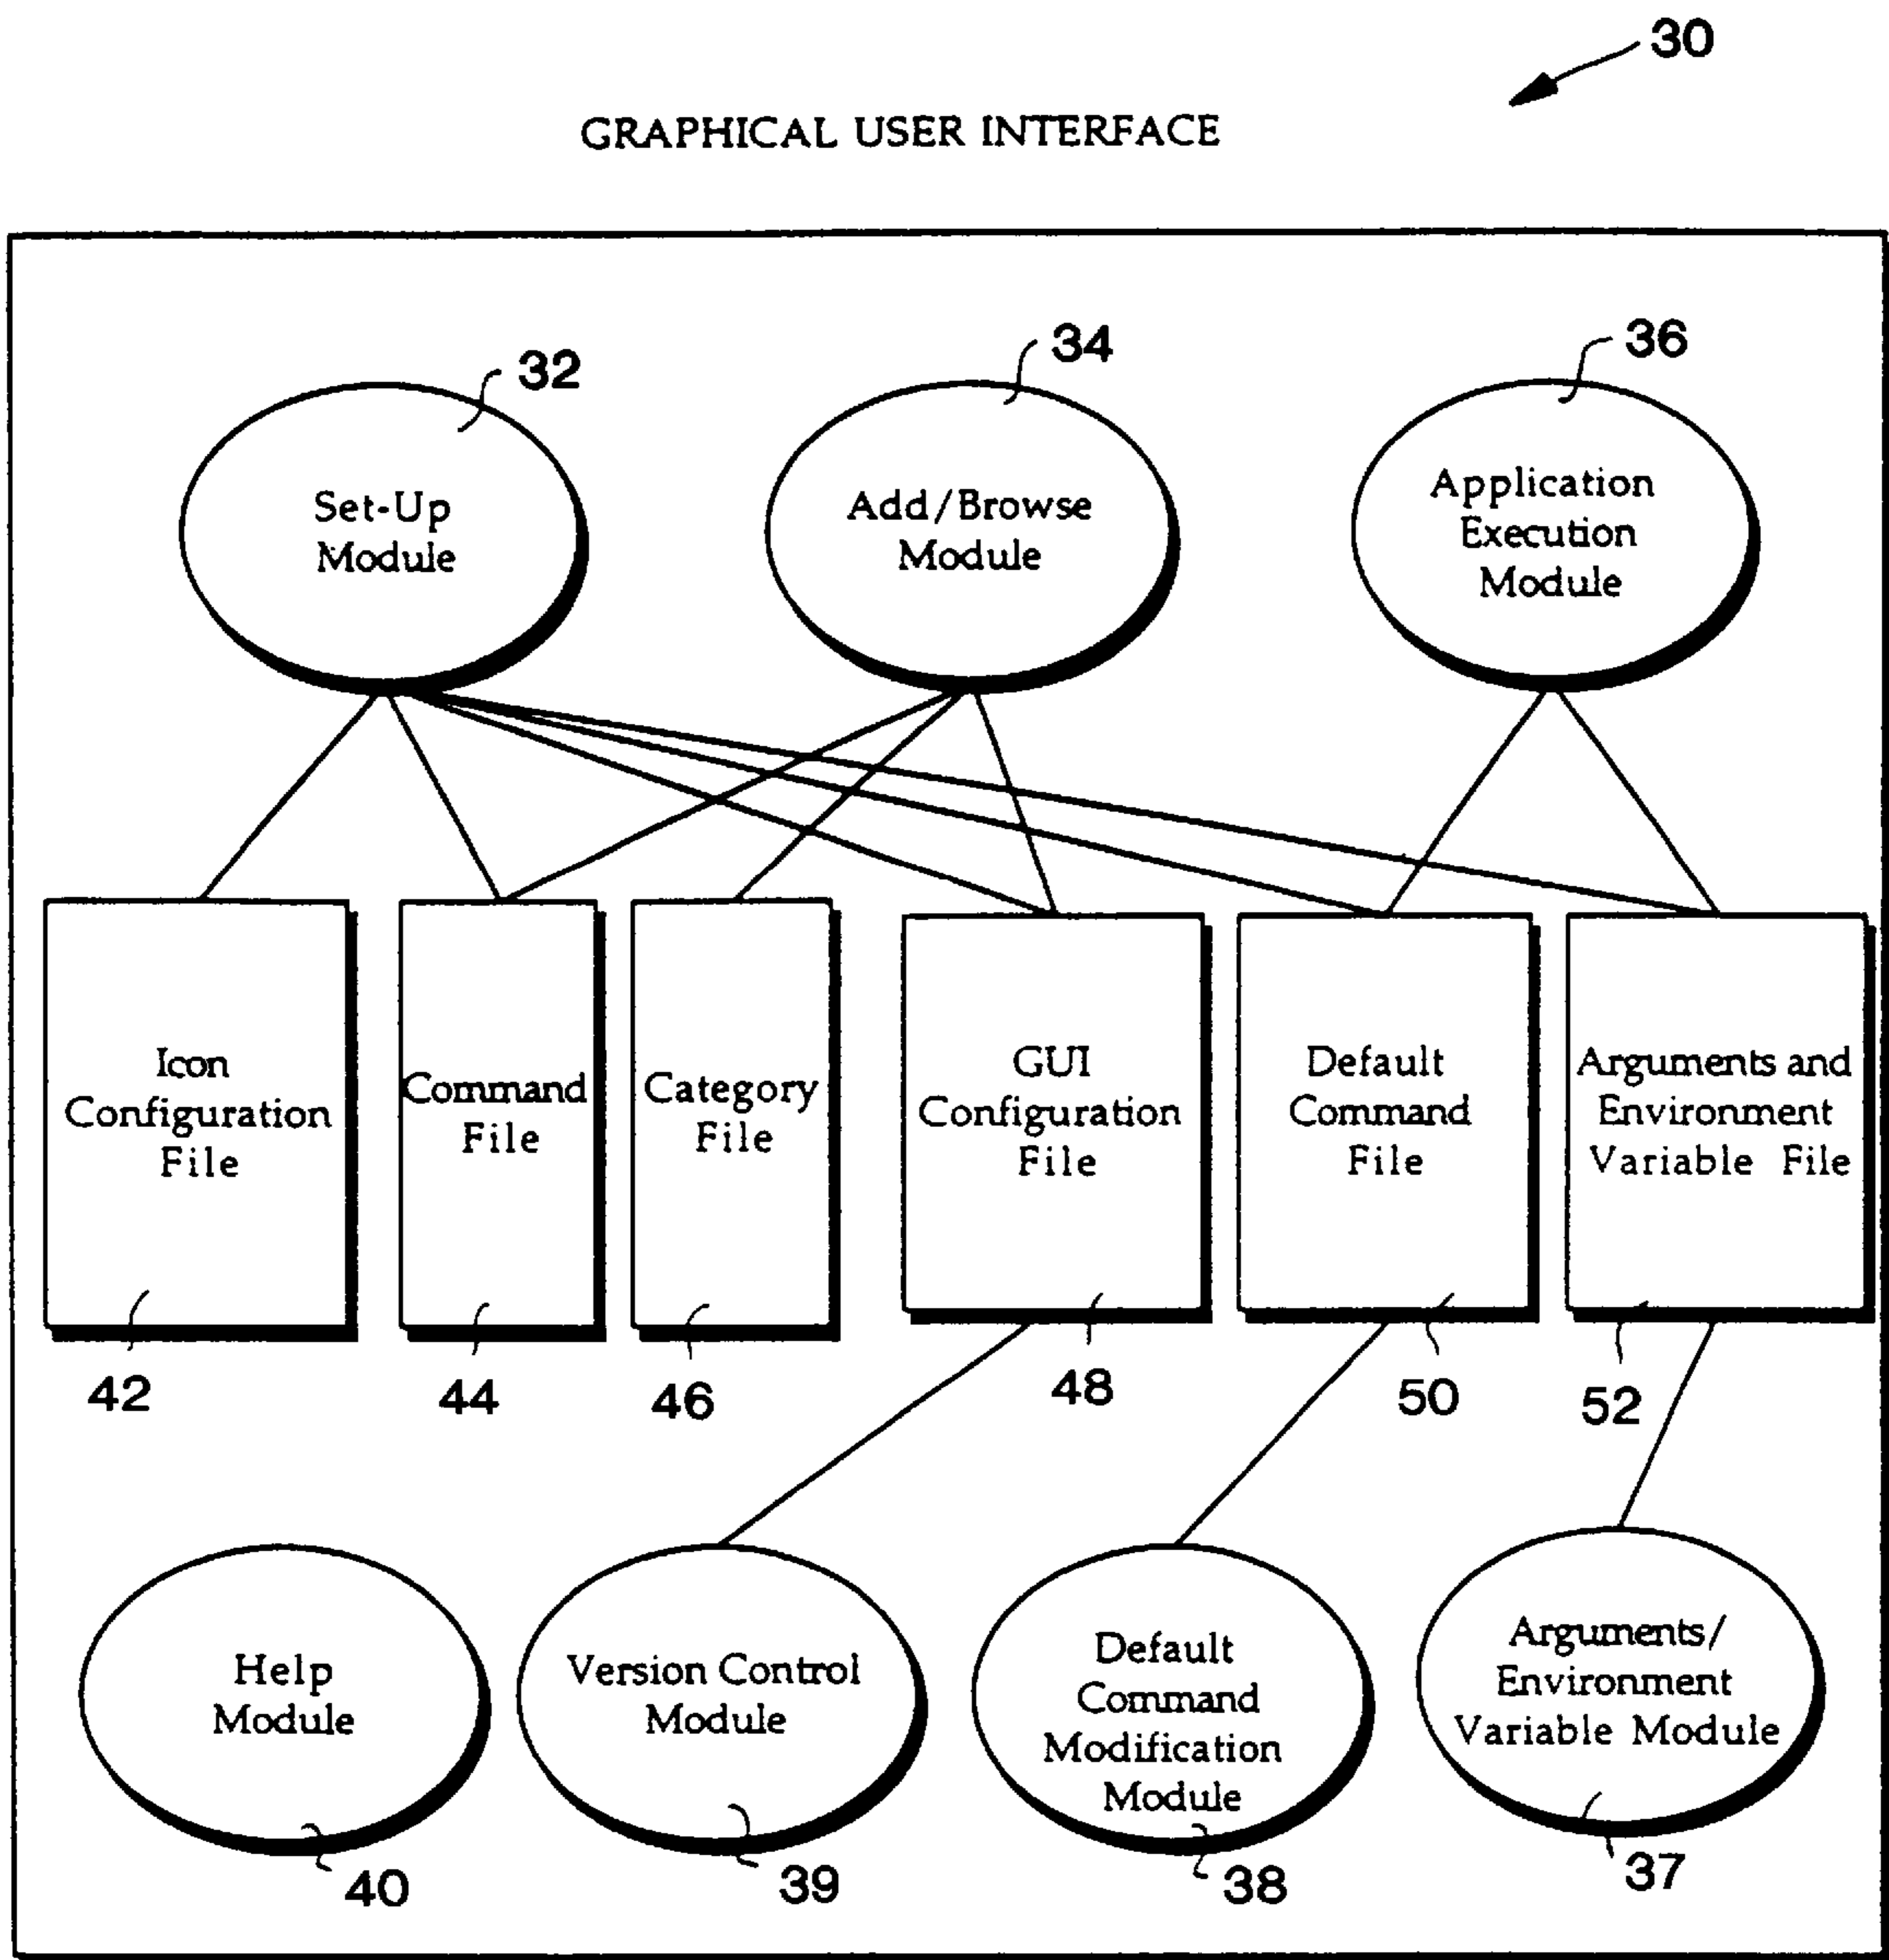 30
GRAPHICAL USER INTERFACE
32
34
36
Set-Up
Module
Add/Browse
Module
Application
Execution
Module
Icon
Configuration
File
Command
File
Category
File
GUI
Configuration
File
Default
Command
File
Arguments and
Environment
Variable File
42
44
46
48
50
52
Help
Module
Version Control
Module
Default
Command
Modification
Module
Arguments/
Environment
Variable Module
40
39
38
37